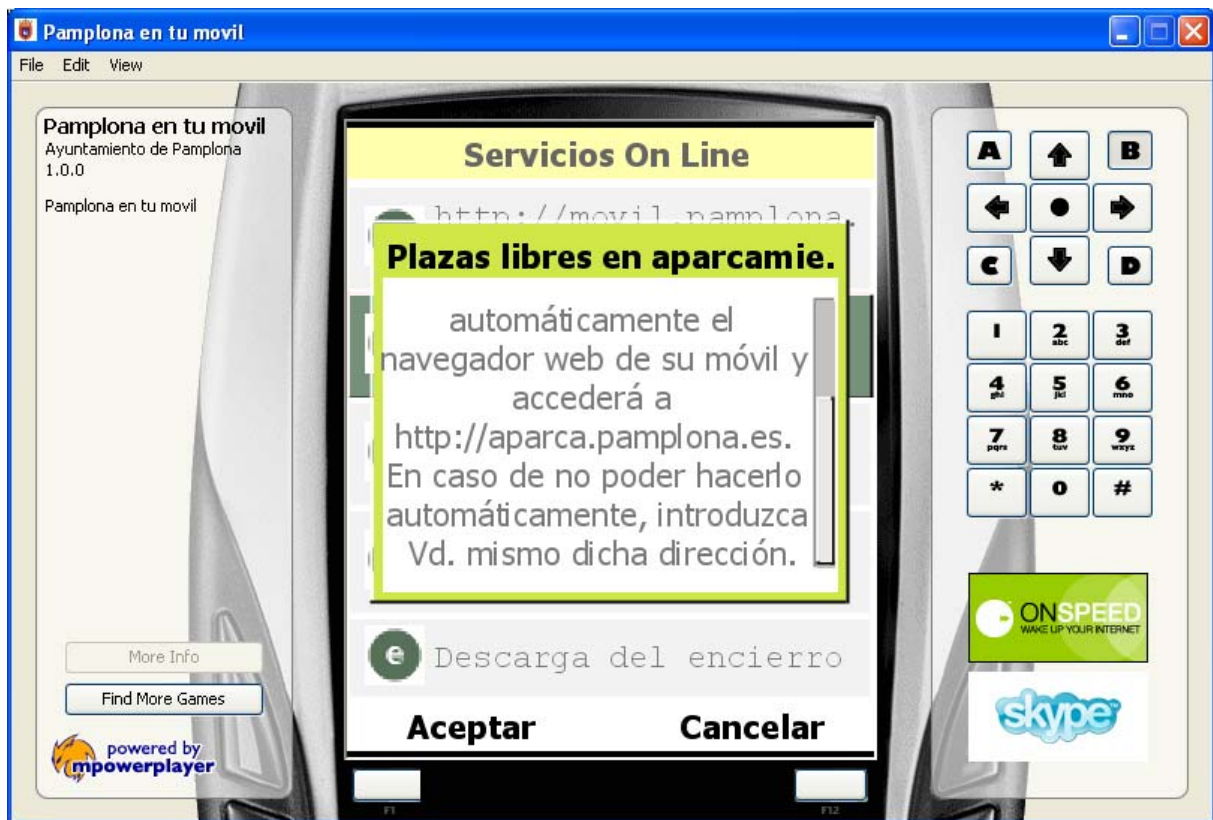 Pamplona en tu movil
File Edit View
Pamplona en tu movil
Ayuntamiento de Pamplona
1.0.0
Pamplona en tu movil
More Info
Find More Games
powered by
mpowerplayer
Servicios On Line
http://movil.pamplona.
Plazas libres en aparcamie.
automáticamente el
navegador web de su móvil y
accederá a
http://aparca.pamplona.es.
En caso de no poder hacerlo
automáticamente, introduzca
Vd. mismo dicha dirección.
e Descarga del encierro
Aceptar Cancelar
F1 F12
A B
C D
1 2 abc 3 def
4 ghi 5 jkl 6 mno
7 pqrs 8 tuv 9 wxyz
* 0 #
ONSPEED
WAKE UP YOUR INTERNET
skype